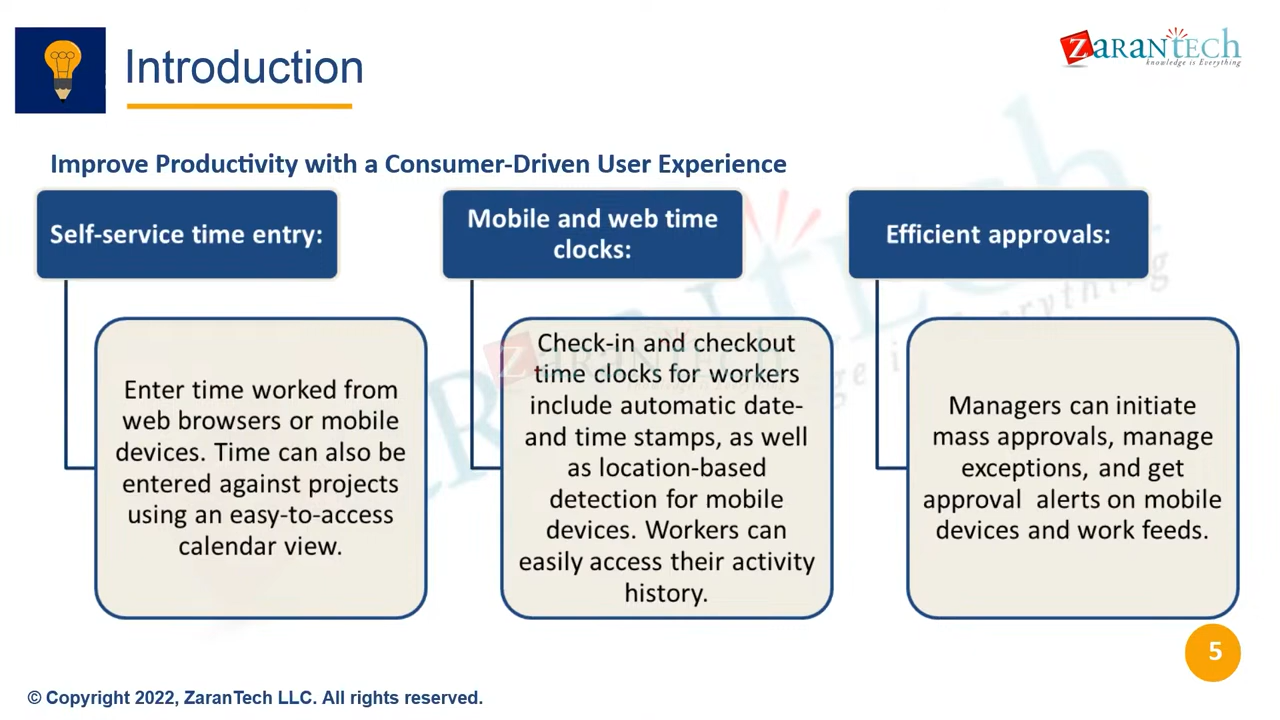 Introduction
ZaranTech
knowledge is Everything
Improve Productivity with a Consumer-Driven User Experience
Self-service time entry:
Enter time worked from
web browsers or mobile
devices. Time can also be
entered against projects
using an easy-to-access
calendar view.
Mobile and web time
clocks:
Check-in and checkout
time clocks for workers
include automatic date-
and time stamps, as well
as location-based
detection for mobile
devices. Workers can
easily access their activity
history.
Efficient approvals:
Managers can initiate
mass approvals, manage
exceptions, and get
approval alerts on mobile
devices and work feeds.
ZaranTech
knowledge is Everything
5
© Copyright 2022, ZaranTech LLC. All rights reserved.